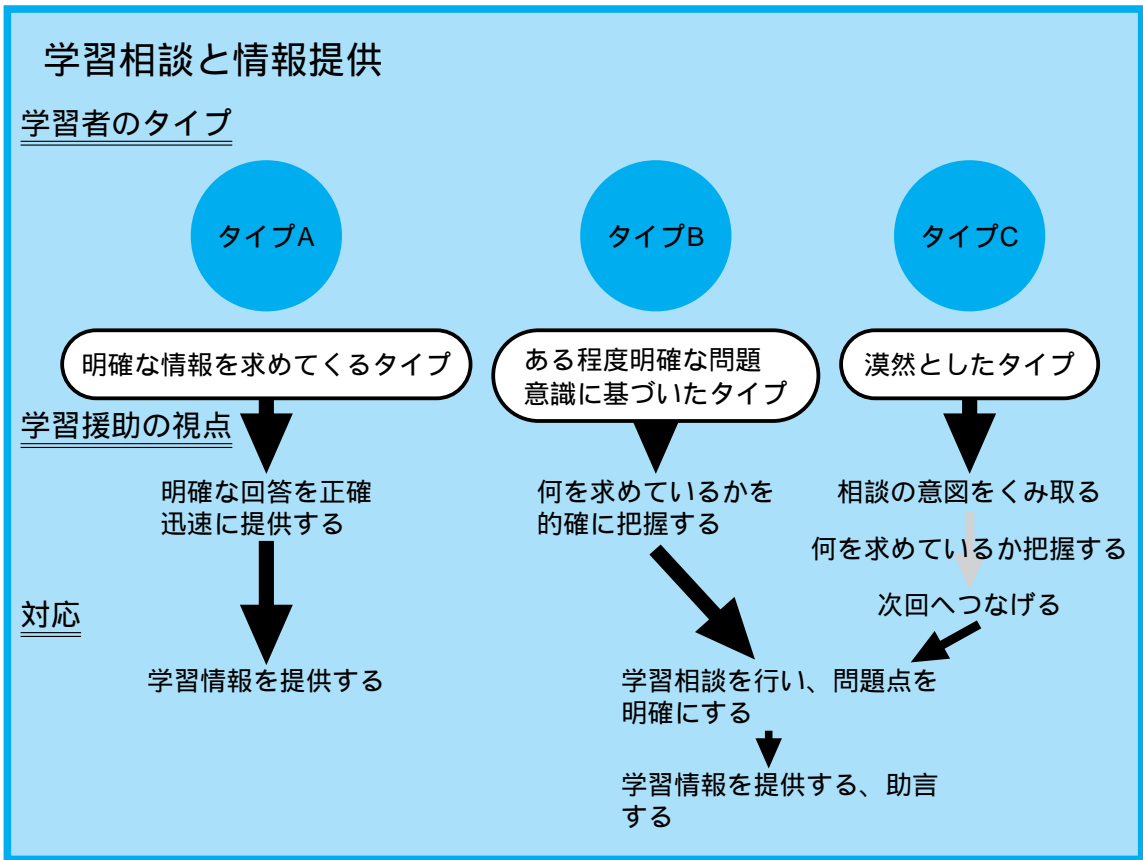 学習相談と情報提供
学習者のタイプ
タイプA
タイプB
タイプC
明確な情報を求めてくるタイプ
ある程度明確な問題
意識に基づいたタイプ
漠然としたタイプ
学習援助の視点
明確な回答を正確
迅速に提供する
何を求めているかを
的確に把握する
相談の意図をくみ取る
何を求めているか把握する
次回へつなげる
対応
学習情報を提供する
学習相談を行い、問題点を
明確にする
学習情報を提供する、助言
する